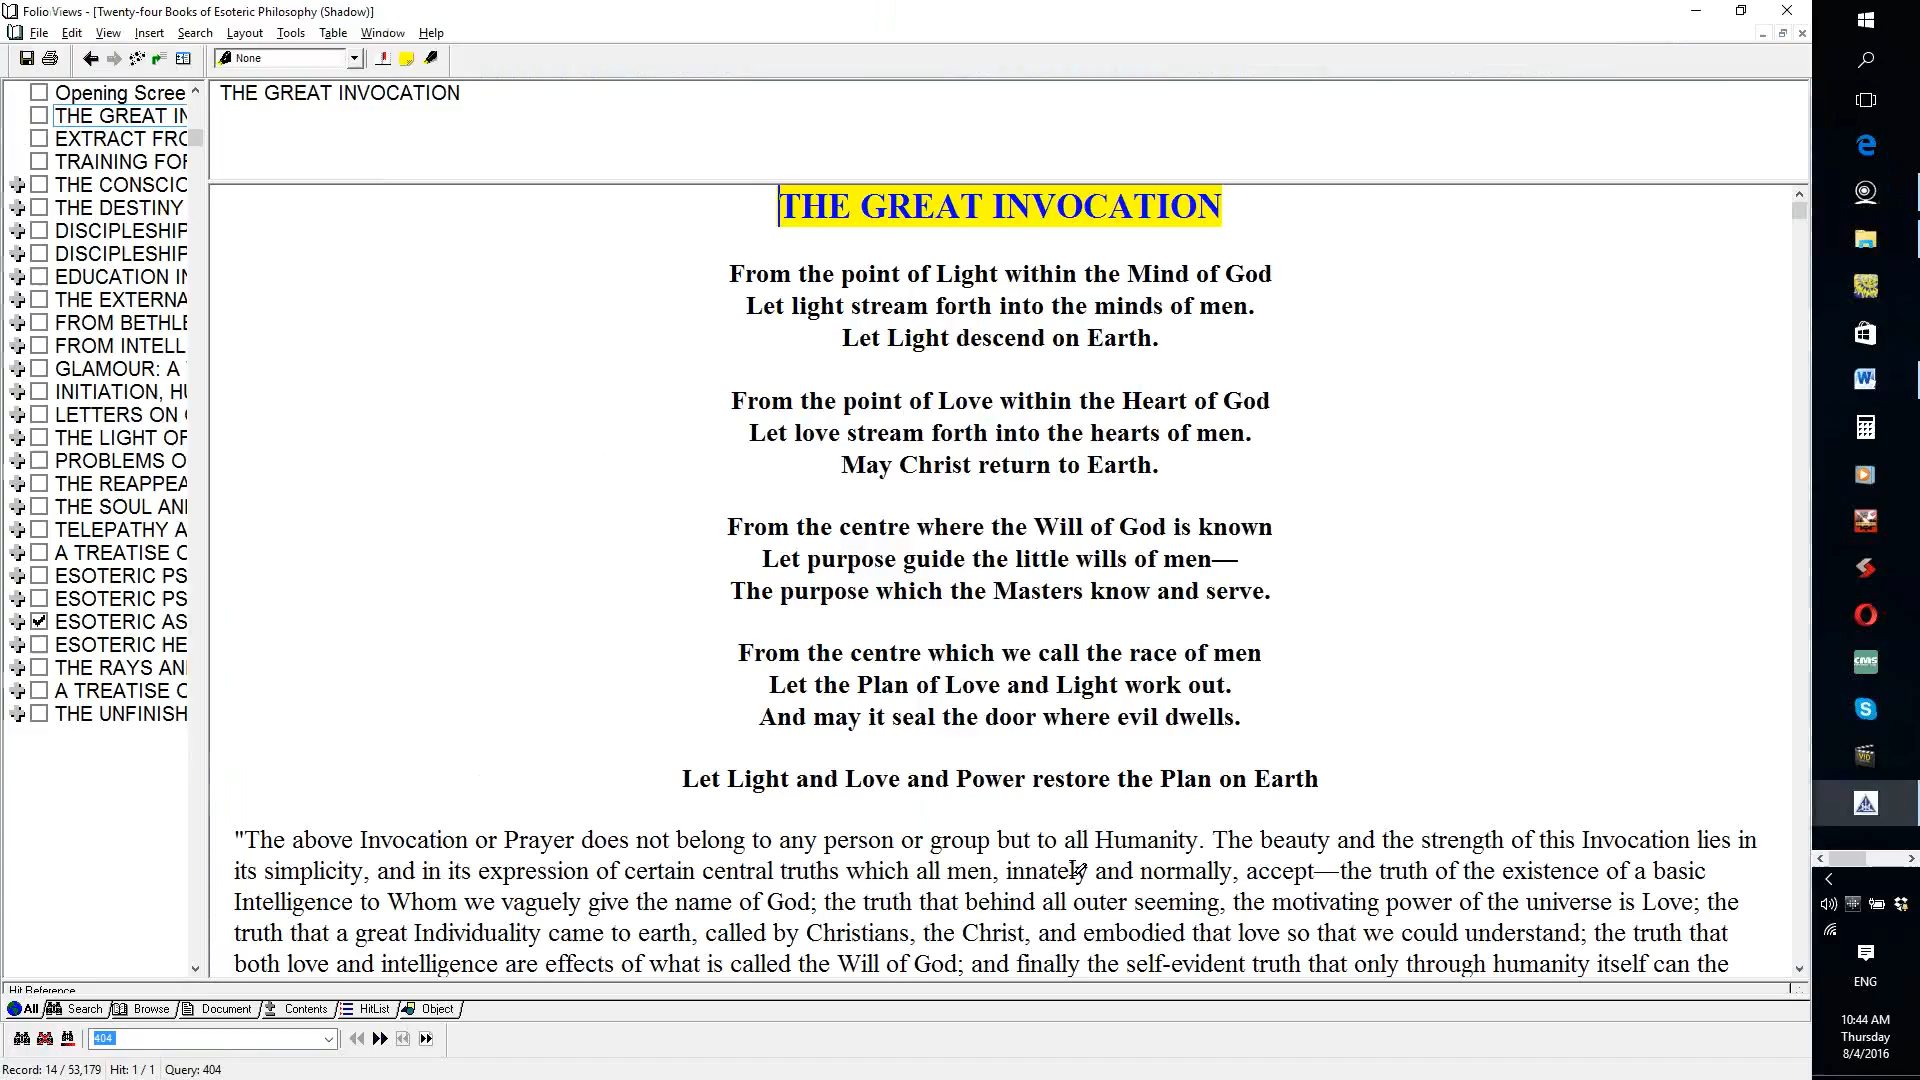 Folio Views - [Twenty-four Books of Esoteric Philosophy (Shadow)]
File Edit View Insert Search Layout Tools Table Window Help
None
Opening Scree
THE GREAT IN
EXTRACT FRO
TRAINING FOR
THE CONSCIO
THE DESTINY
DISCIPLESHIP
DISCIPLESHIP
EDUCATION IN
THE EXTERNA
FROM BETHLE
FROM INTELL
GLAMOUR: A
INITIATION, HU
LETTERS ON
THE LIGHT OF
PROBLEMS O
THE REAPPEA
THE SOUL AN
TELEPATHY A
A TREATISE O
ESOTERIC PS
ESOTERIC PS
ESOTERIC AS
ESOTERIC HE
THE RAYS AN
A TREATISE O
THE UNFINISH
THE GREAT INVOCATION
THE GREAT INVOCATION
From the point of Light within the Mind of God
Let light stream forth into the minds of men.
Let Light descend on Earth.
From the point of Love within the Heart of God
Let love stream forth into the hearts of men.
May Christ return to Earth.
From the centre where the Will of God is known
Let purpose guide the little wills of men—
The purpose which the Masters know and serve.
From the centre which we call the race of men
Let the Plan of Love and Light work out.
And may it seal the door where evil dwells.
Let Light and Love and Power restore the Plan on Earth
"The above Invocation or Prayer does not belong to any person or group but to all Humanity. The beauty and the strength of this Invocation lies in
its simplicity, and in its expression of certain central truths which all men, innately and normally, accept—the truth of the existence of a basic
Intelligence to Whom we vaguely give the name of God; the truth that behind all outer seeming, the motivating power of the universe is Love; the
truth that a great Individuality came to earth, called by Christians, the Christ, and embodied that love so that we could understand; the truth that
both love and intelligence are effects of what is called the Will of God; and finally the self-evident truth that only through humanity itself can the
Hit Reference
All Search Browse Document Contents HitList Object
404
Record: 14 / 53,179 Hit: 1 / 1 Query: 404
CMS
VID
ENG
10:44 AM
Thursday
8/4/2016